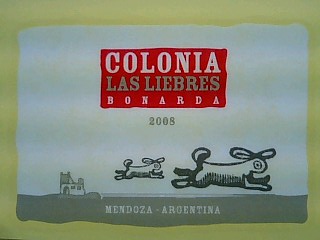 COLONIA
LAS LIEBRES
BONARDA
2008
MENDOZA - ARGENTINA